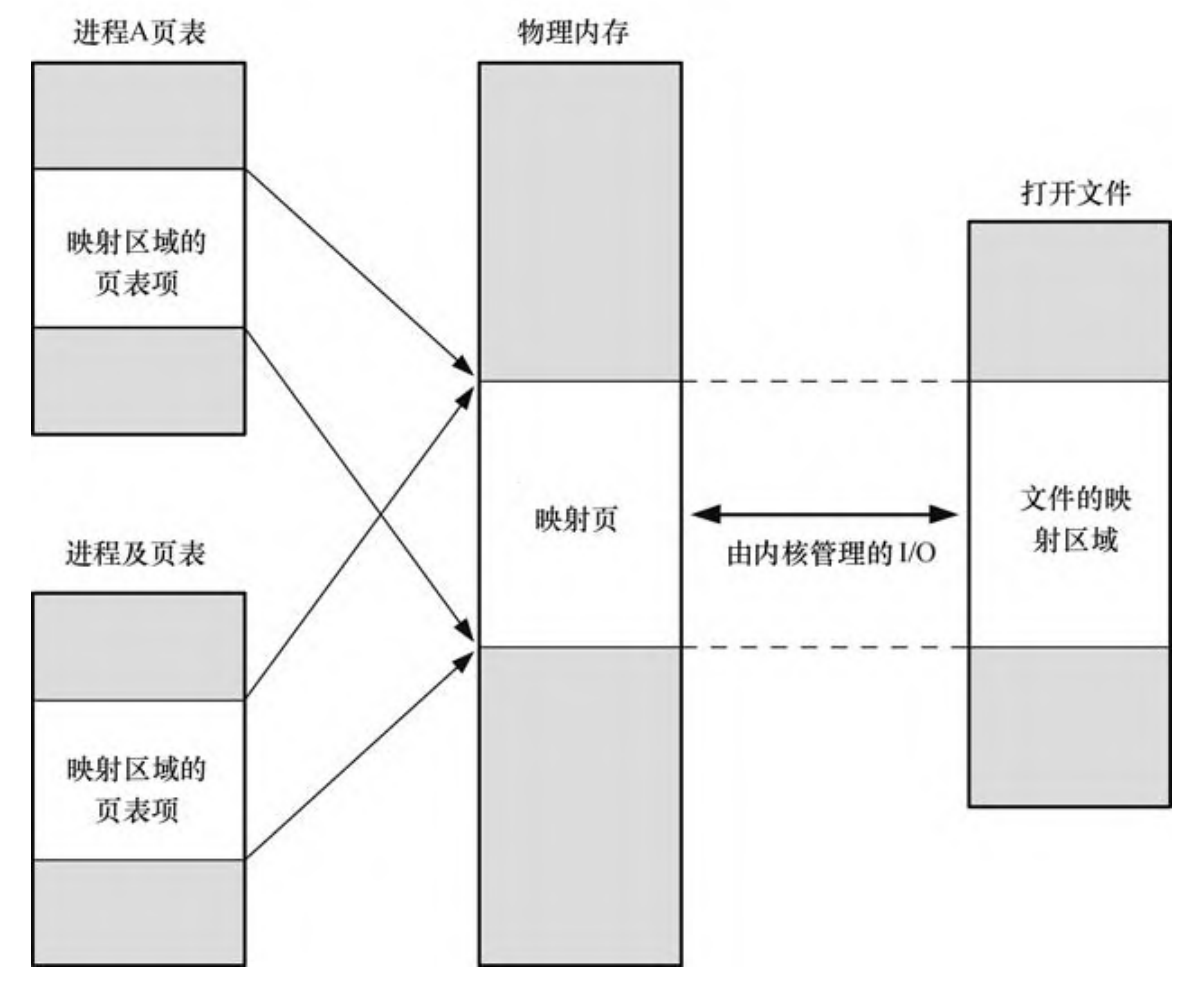 进程A页表
物理内存
打开文件
映射区域的
页表项
映射页
文件的映
射区域
由内核管理的 I/O
进程及页表
映射区域的
页表项